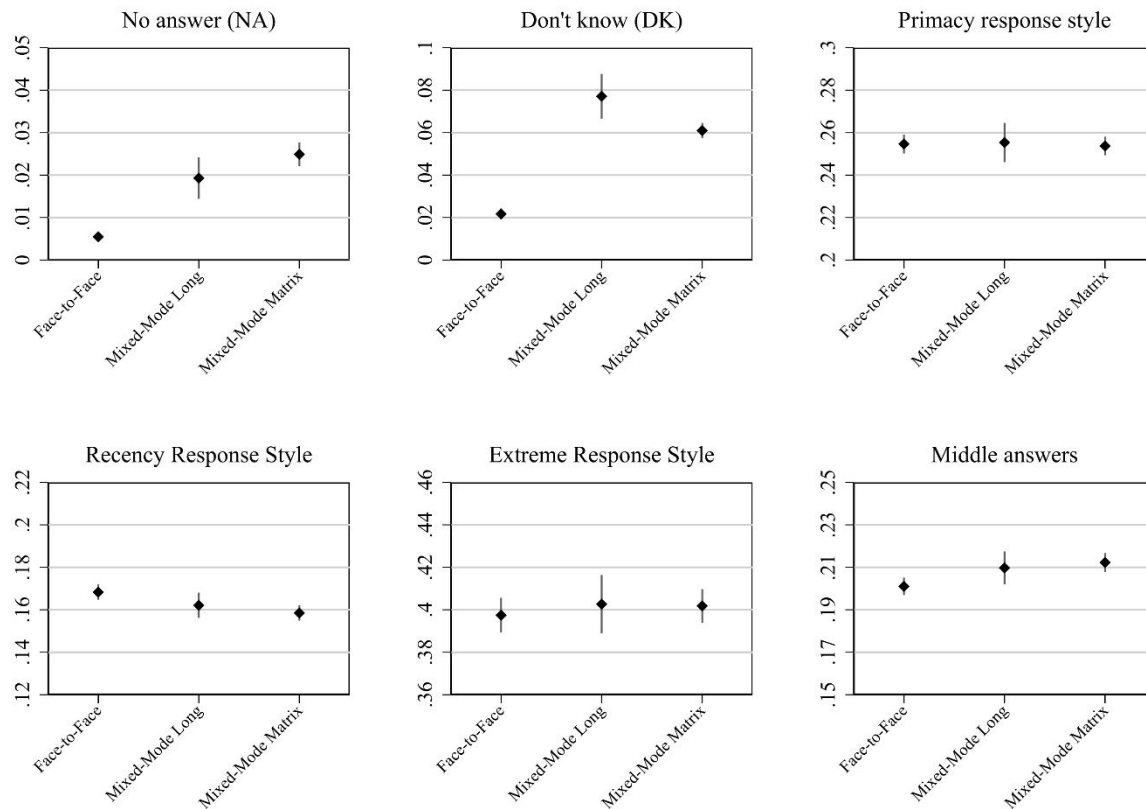 No answer (NA)
.05
.04
.03
.02
.01
0
Face-to-Face
Mixed-Mode Long
Mixed-Mode Matrix
Don't know (DK)
.1
.08
.06
.04
.02
0
Face-to-Face
Mixed-Mode Long
Mixed-Mode Matrix
Primacy response style
.3
.28
.26
.24
.22
.2
Face-to-Face
Mixed-Mode Long
Mixed-Mode Matrix
Recency Response Style
.22
.2
.18
.16
.14
.12
Face-to-Face
Mixed-Mode Long
Mixed-Mode Matrix
Extreme Response Style
.46
.44
.42
.4
.38
.36
Face-to-Face
Mixed-Mode Long
Mixed-Mode Matrix
Middle answers
.25
.23
.21
.19
.17
.15
Face-to-Face
Mixed-Mode Long
Mixed-Mode Matrix